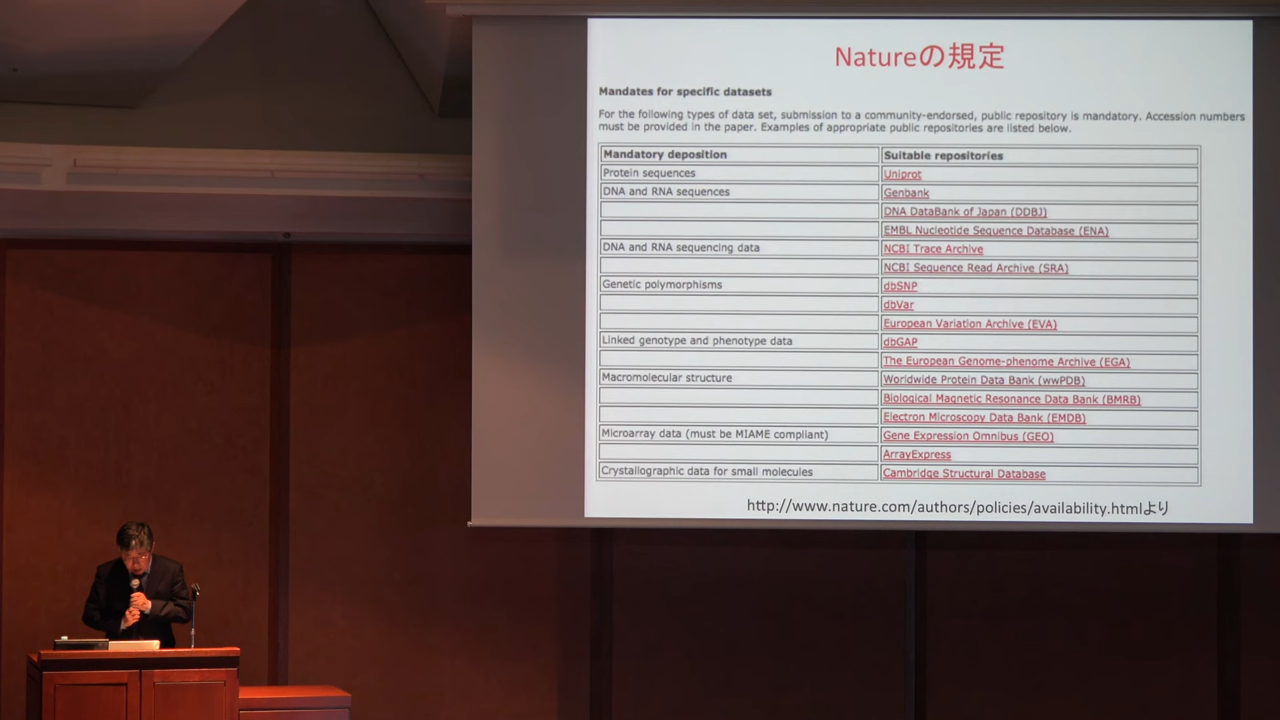 Natureの規定
Mandates for specific datasets
For the following types of data set, submission to a community-endorsed, public repository is mandatory. Accession numbers
must be provided in the paper. Examples of appropriate public repositories are listed below.
Mandatory deposition Suitable repositories
Protein sequences Uniprot
DNA and RNA sequences Genbank
DNA DataBank of Japan (DDBJ)
EMBL Nucleotide Sequence Database (ENA)
DNA and RNA sequencing data NCBI Trace Archive
NCBI Sequence Read Archive (SRA)
Genetic polymorphisms dbSNP
dbVar
European Variation Archive (EVA)
Linked genotype and phenotype data dbGAP
The European Genome-phenome Archive (EGA)
Macromolecular structure Worldwide Protein Data Bank (wwPDB)
Biological Magnetic Resonance Data Bank (BMRB)
Electron Microscopy Data Bank (EMDB)
Microarray data (must be MIAME compliant) Gene Expression Omnibus (GEO)
ArrayExpress
Crystallographic data for small molecules Cambridge Structural Database
http://www.nature.com/authors/policies/availability.htmlより